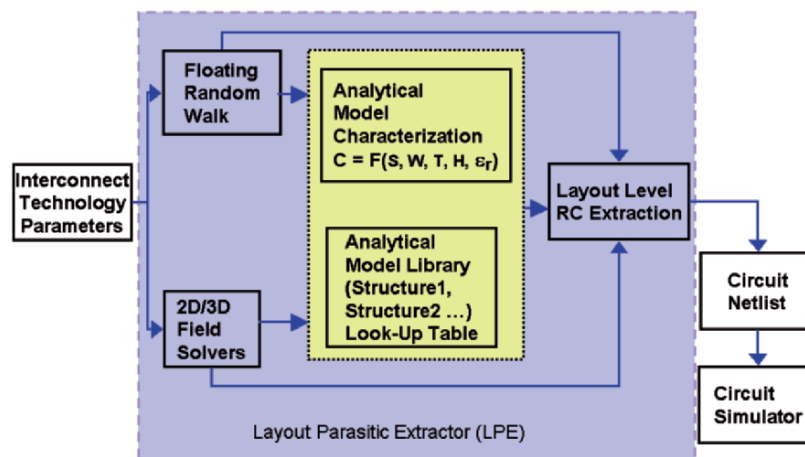 Floating
Random
Walk
Analytical
Model
Characterization
C = F(S, W, T, H, εr)
Interconnect
Technology
Parameters
Layout Level
RC Extraction
Analytical
Model Library
(Structure1,
Structure2 ...)
Look-Up Table
2D/3D
Field
Solvers
Circuit
Netlist
Circuit
Simulator
Layout Parasitic Extractor (LPE)